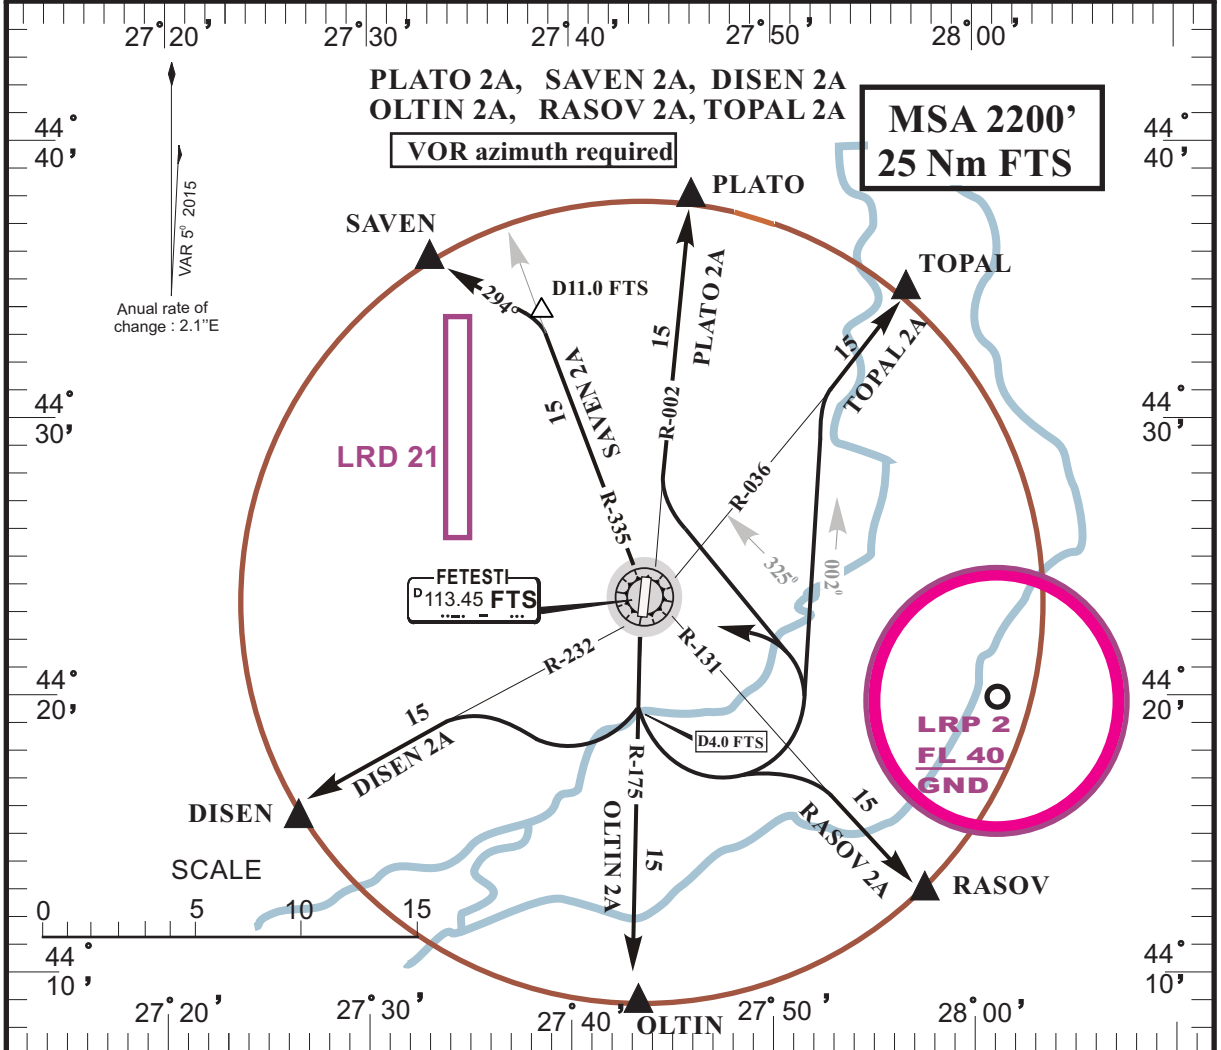 27°20' 27°30' 27°40' 27°50' 28°00'
PLATO 2A, SAVEN 2A, DISEN 2A
OLTIN 2A, RASOV 2A, TOPAL 2A
VOR azimuth required
MSA 2200'
25 Nm FTS
44°
40'
44°
40'
VAR 5⁰ 2015
Anual rate of
change : 2.1''E
PLATO
SAVEN
TOPAL
D11.0 FTS
294°
SAVEN 2A
15
R-335
PLATO 2A
15
R-002
TOPAL 2A
15
R-036
44°
30'
44°
30'
LRD 21
325⁰
002⁰
FETESTI
D 113.45 FTS
R-232
R-131
44°
20'
44°
20'
15
DISEN 2A
D4.0 FTS
R-175
OLTIN 2A
15
15
RASOV 2A
LRP 2
FL 40
GND
DISEN
RASOV
SCALE
0 5 10 15
44°
10'
44°
10'
OLTIN
27°20' 27°30' 27°40' 27°50' 28°00'